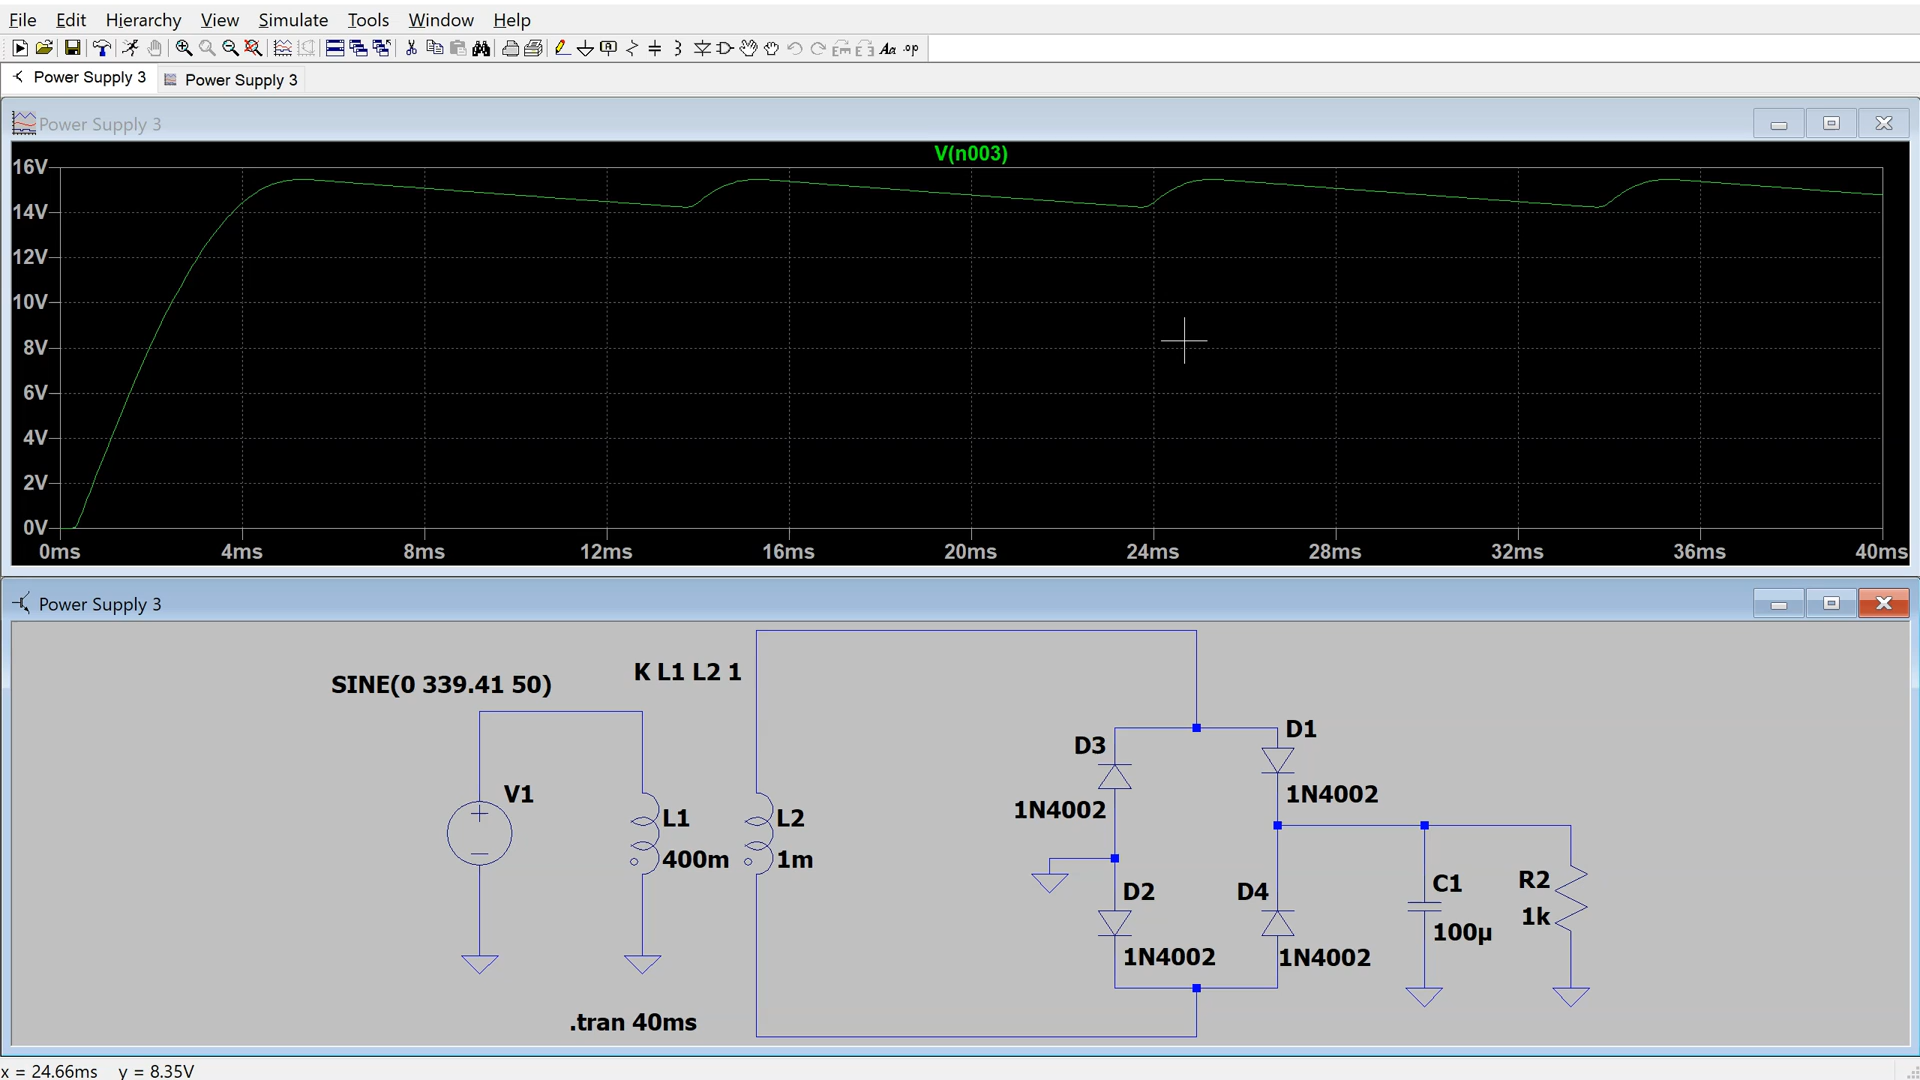 File Edit Hierarchy View Simulate Tools Window Help
Aa .op
Power Supply 3 Power Supply 3
Power Supply 3
V(n003)
16V
14V
12V
10V
8V
6V
4V
2V
0V
0ms 4ms 8ms 12ms 16ms 20ms 24ms 28ms 32ms 36ms 40ms
Power Supply 3
SINE(0 339.41 50) K L1 L2 1
D1
D3
V1 1N4002
1N4002
L1 L2
400m 1m
C1 R2
D2 D4
1k
100µ
1N4002 1N4002
.tran 40ms
x = 24.66ms y = 8.35V